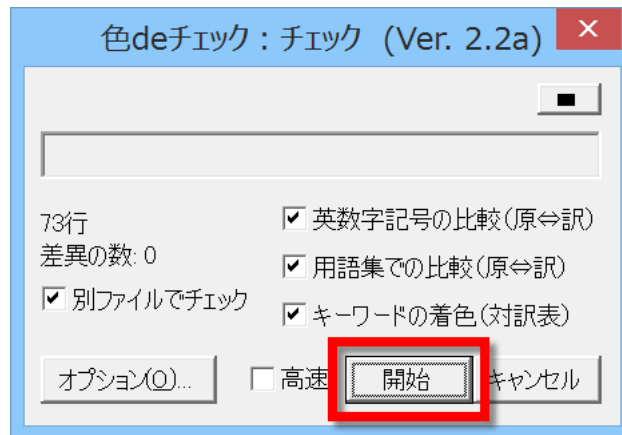 色deチェック：チェック (Ver. 2.2a)
73行
差異の数: 0
別ファイルでチェック
英数字記号の比較(原⇔訳)
用語集での比較(原⇔訳)
キーワードの着色(対訳表)
オプション(O)...
高速
開始
キャンセル